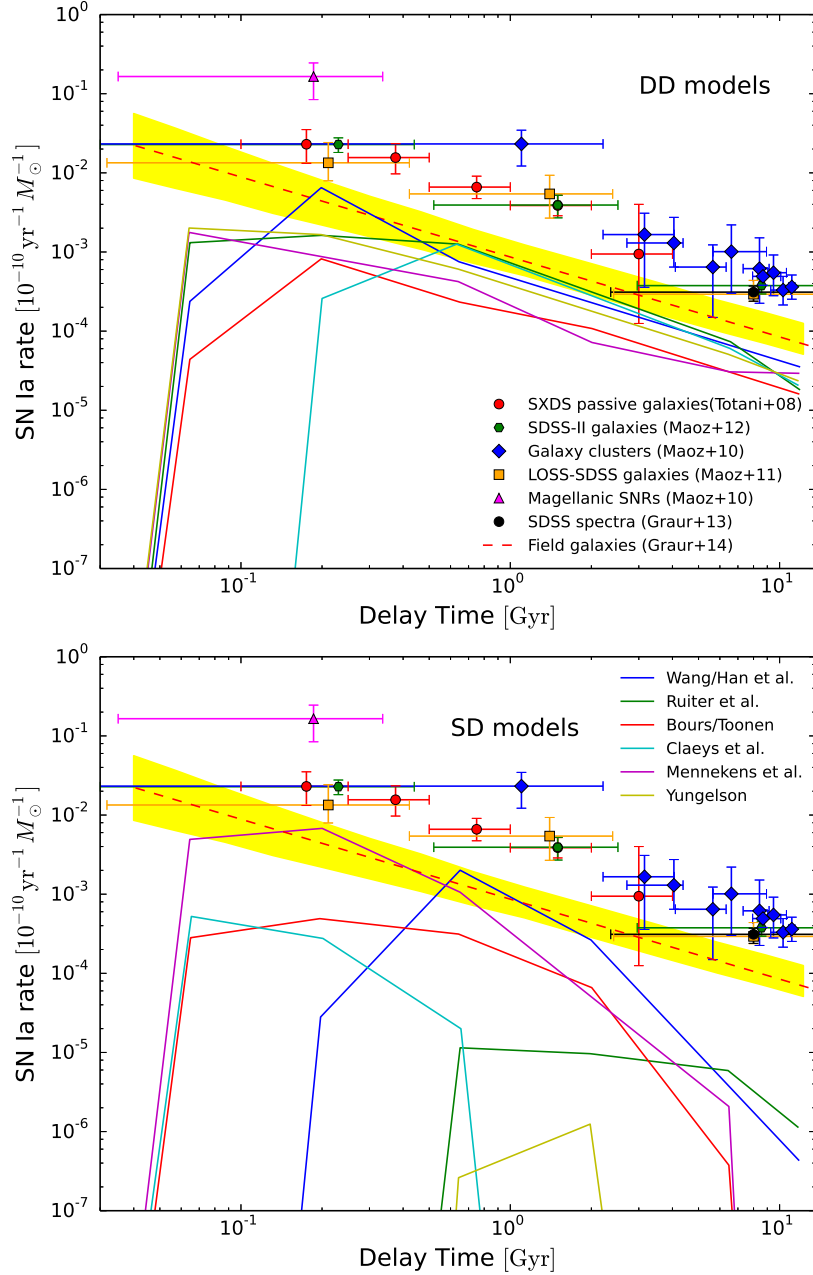 10^0
10^-1
10^-2
10^-3
10^-4
10^-5
10^-6
10^-7
SN Ia rate [10^-10 yr^-1 M_⊙^-1]
DD models
SXDS passive galaxies(Totani+08)
SDSS-II galaxies (Maoz+12)
Galaxy clusters (Maoz+10)
LOSS-SDSS galaxies (Maoz+11)
Magellanic SNRs (Maoz+10)
SDSS spectra (Graur+13)
Field galaxies (Graur+14)
10^-1 10^0 10^1
Delay Time [Gyr]
10^0
10^-1
10^-2
10^-3
10^-4
10^-5
10^-6
10^-7
SN Ia rate [10^-10 yr^-1 M_⊙^-1]
SD models
Wang/Han et al.
Ruiter et al.
Bours/Toonen
Claeys et al.
Mennekens et al.
Yungelson
10^-1 10^0 10^1
Delay Time [Gyr]